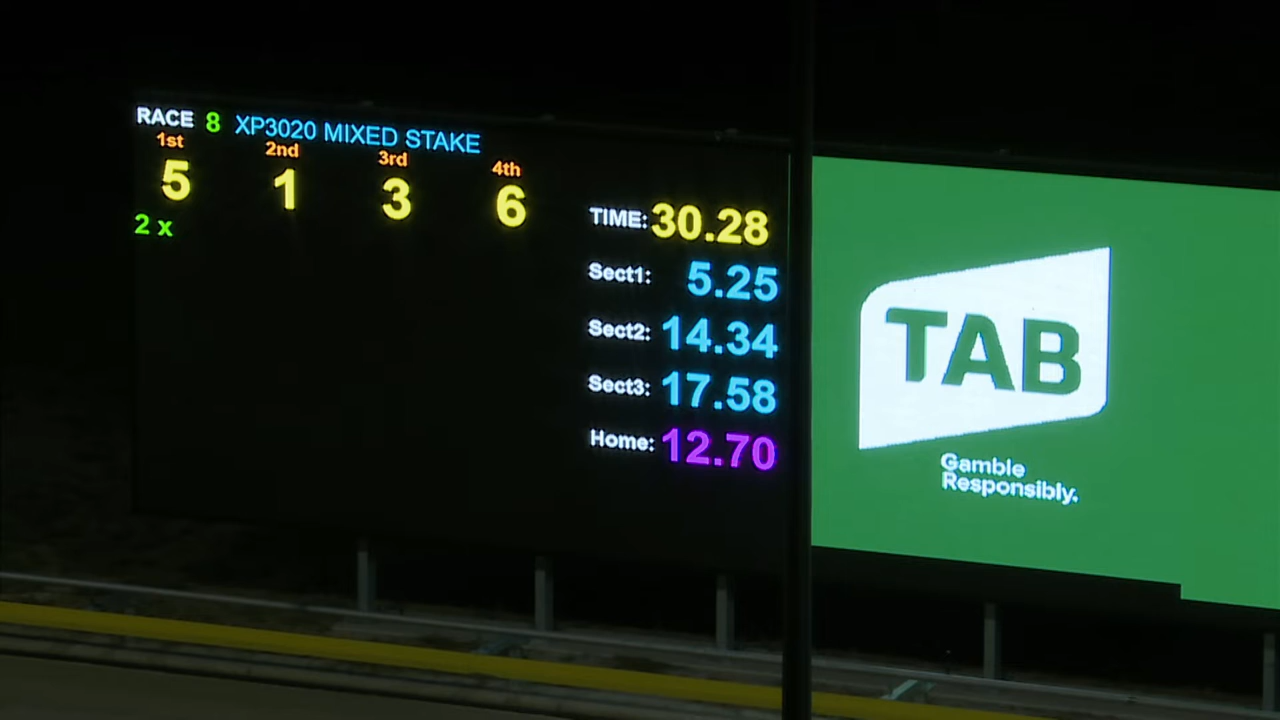 RACE 8 XP3020 MIXED STAKE
1st 2nd 3rd 4th
5 1 3 6
2 x
TIME: 30.28
Sect1: 5.25
Sect2: 14.34
Sect3: 17.58
Home: 12.70
TAB
Gamble
Responsibly.